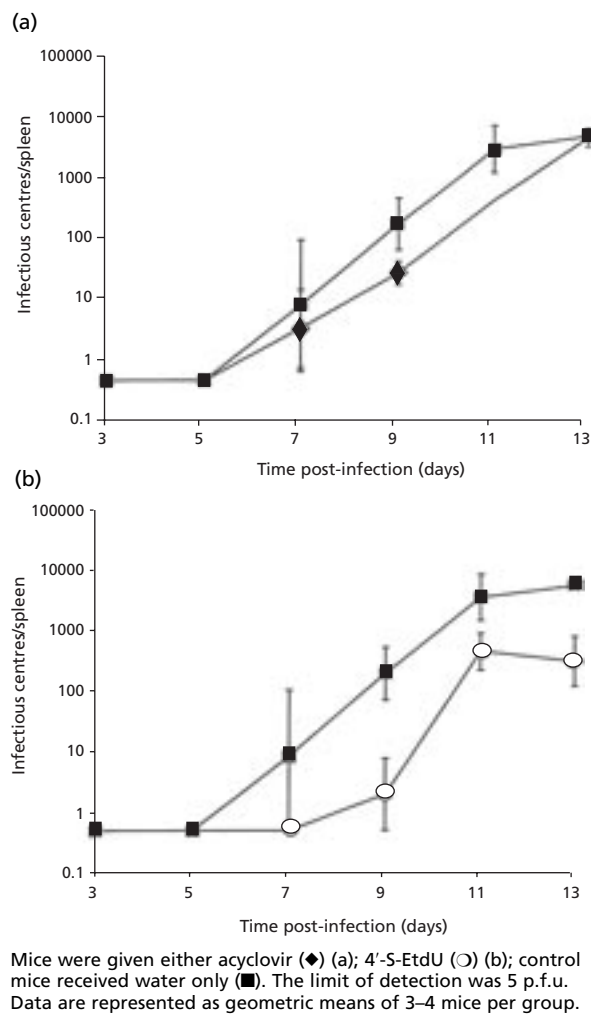 (a)
100000
10000
1000
100
10
1
0.1
Infectious centres/spleen
3 5 7 9 11 13
Time post-infection (days)
(b)
100000
10000
1000
100
10
1
0.1
Infectious centres/spleen
3 5 7 9 11 13
Time post-infection (days)
Mice were given either acyclovir (◆) (a); 4′-S-EtdU (❍) (b); control
mice received water only (■). The limit of detection was 5 p.f.u.
Data are represented as geometric means of 3–4 mice per group.